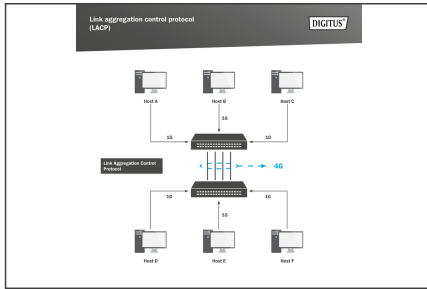 Link aggregation control protocol
(LACP)
DIGITUS®
Host A
Host B
Host C
1G
1G
1G
Link Aggregation Control
Protocol
4G
1G
1G
1G
Host D
Host E
Host F